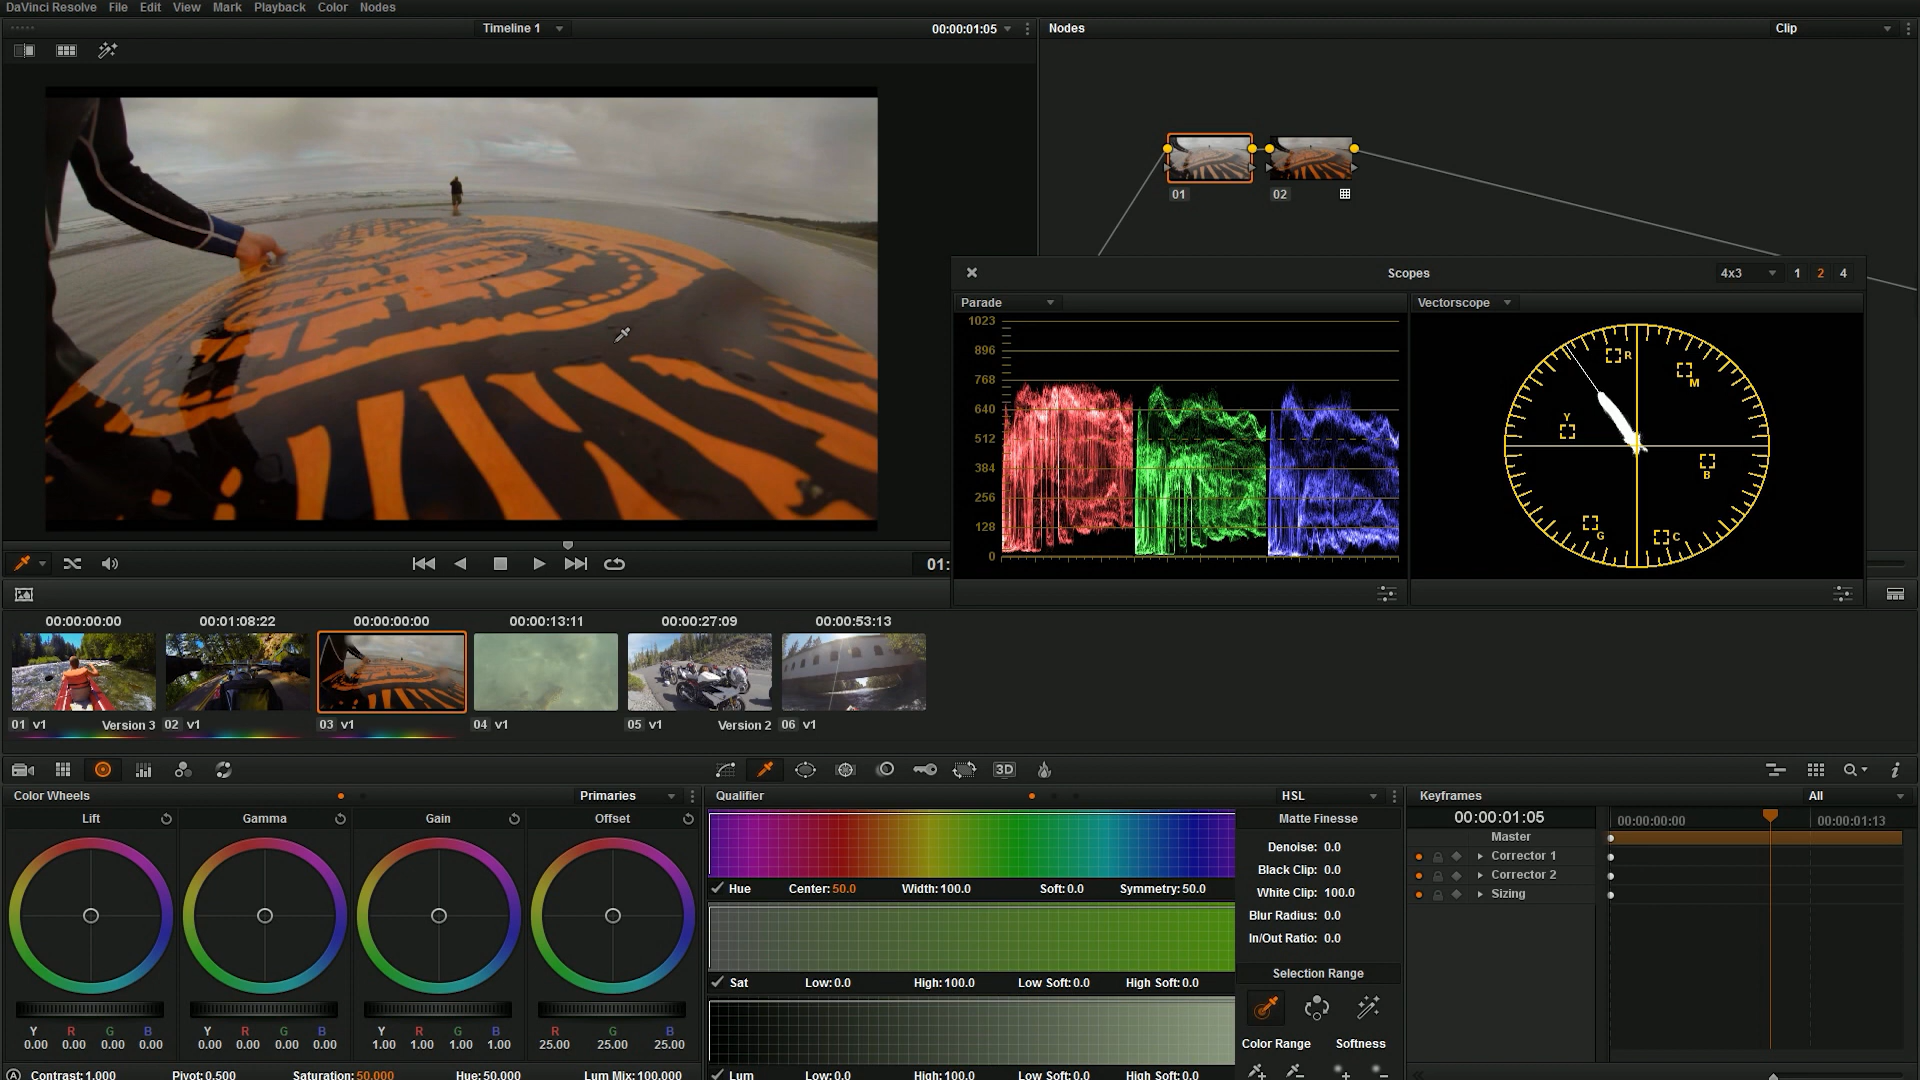 DaVinci Resolve File Edit View Mark Playback Color Nodes
Timeline 1 00:00:01:05
Nodes Clip
01 02
Scopes 4x3 1 2 4
Parade
1023
896
768
640
512
384
256
128
0
Vectorscope
R
M
Y
B
G
C
01:
00:00:00:00 00:01:08:22 00:00:00:00 00:00:13:11 00:00:27:09 00:00:53:13
01 v1 Version 3 02 v1 03 v1 04 v1 05 v1 Version 2 06 v1
3D
Color Wheels Primaries
Lift Gamma Gain Offset
Y R G B Y R G B Y R G B R G B
0.00 0.00 0.00 0.00 0.00 0.00 0.00 0.00 1.00 1.00 1.00 1.00 25.00 25.00 25.00
A Contrast:1.000 Pivot:0.500 Saturation:50.000 Hue:50.000 Lum Mix:100.000
Qualifier HSL
Hue Center:50.0 Width:100.0 Soft:0.0 Symmetry:50.0
Sat Low:0.0 High:100.0 Low Soft:0.0 High Soft:0.0
Lum Low:0.0 High:100.0 Low Soft:0.0 High Soft:0.0
Matte Finesse
Denoise: 0.0
Black Clip: 0.0
White Clip: 100.0
Blur Radius: 0.0
In/Out Ratio: 0.0
Selection Range
Color Range Softness
Keyframes All
00:00:01:05 00:00:00:00 00:00:01:13
Master
Corrector 1
Corrector 2
Sizing